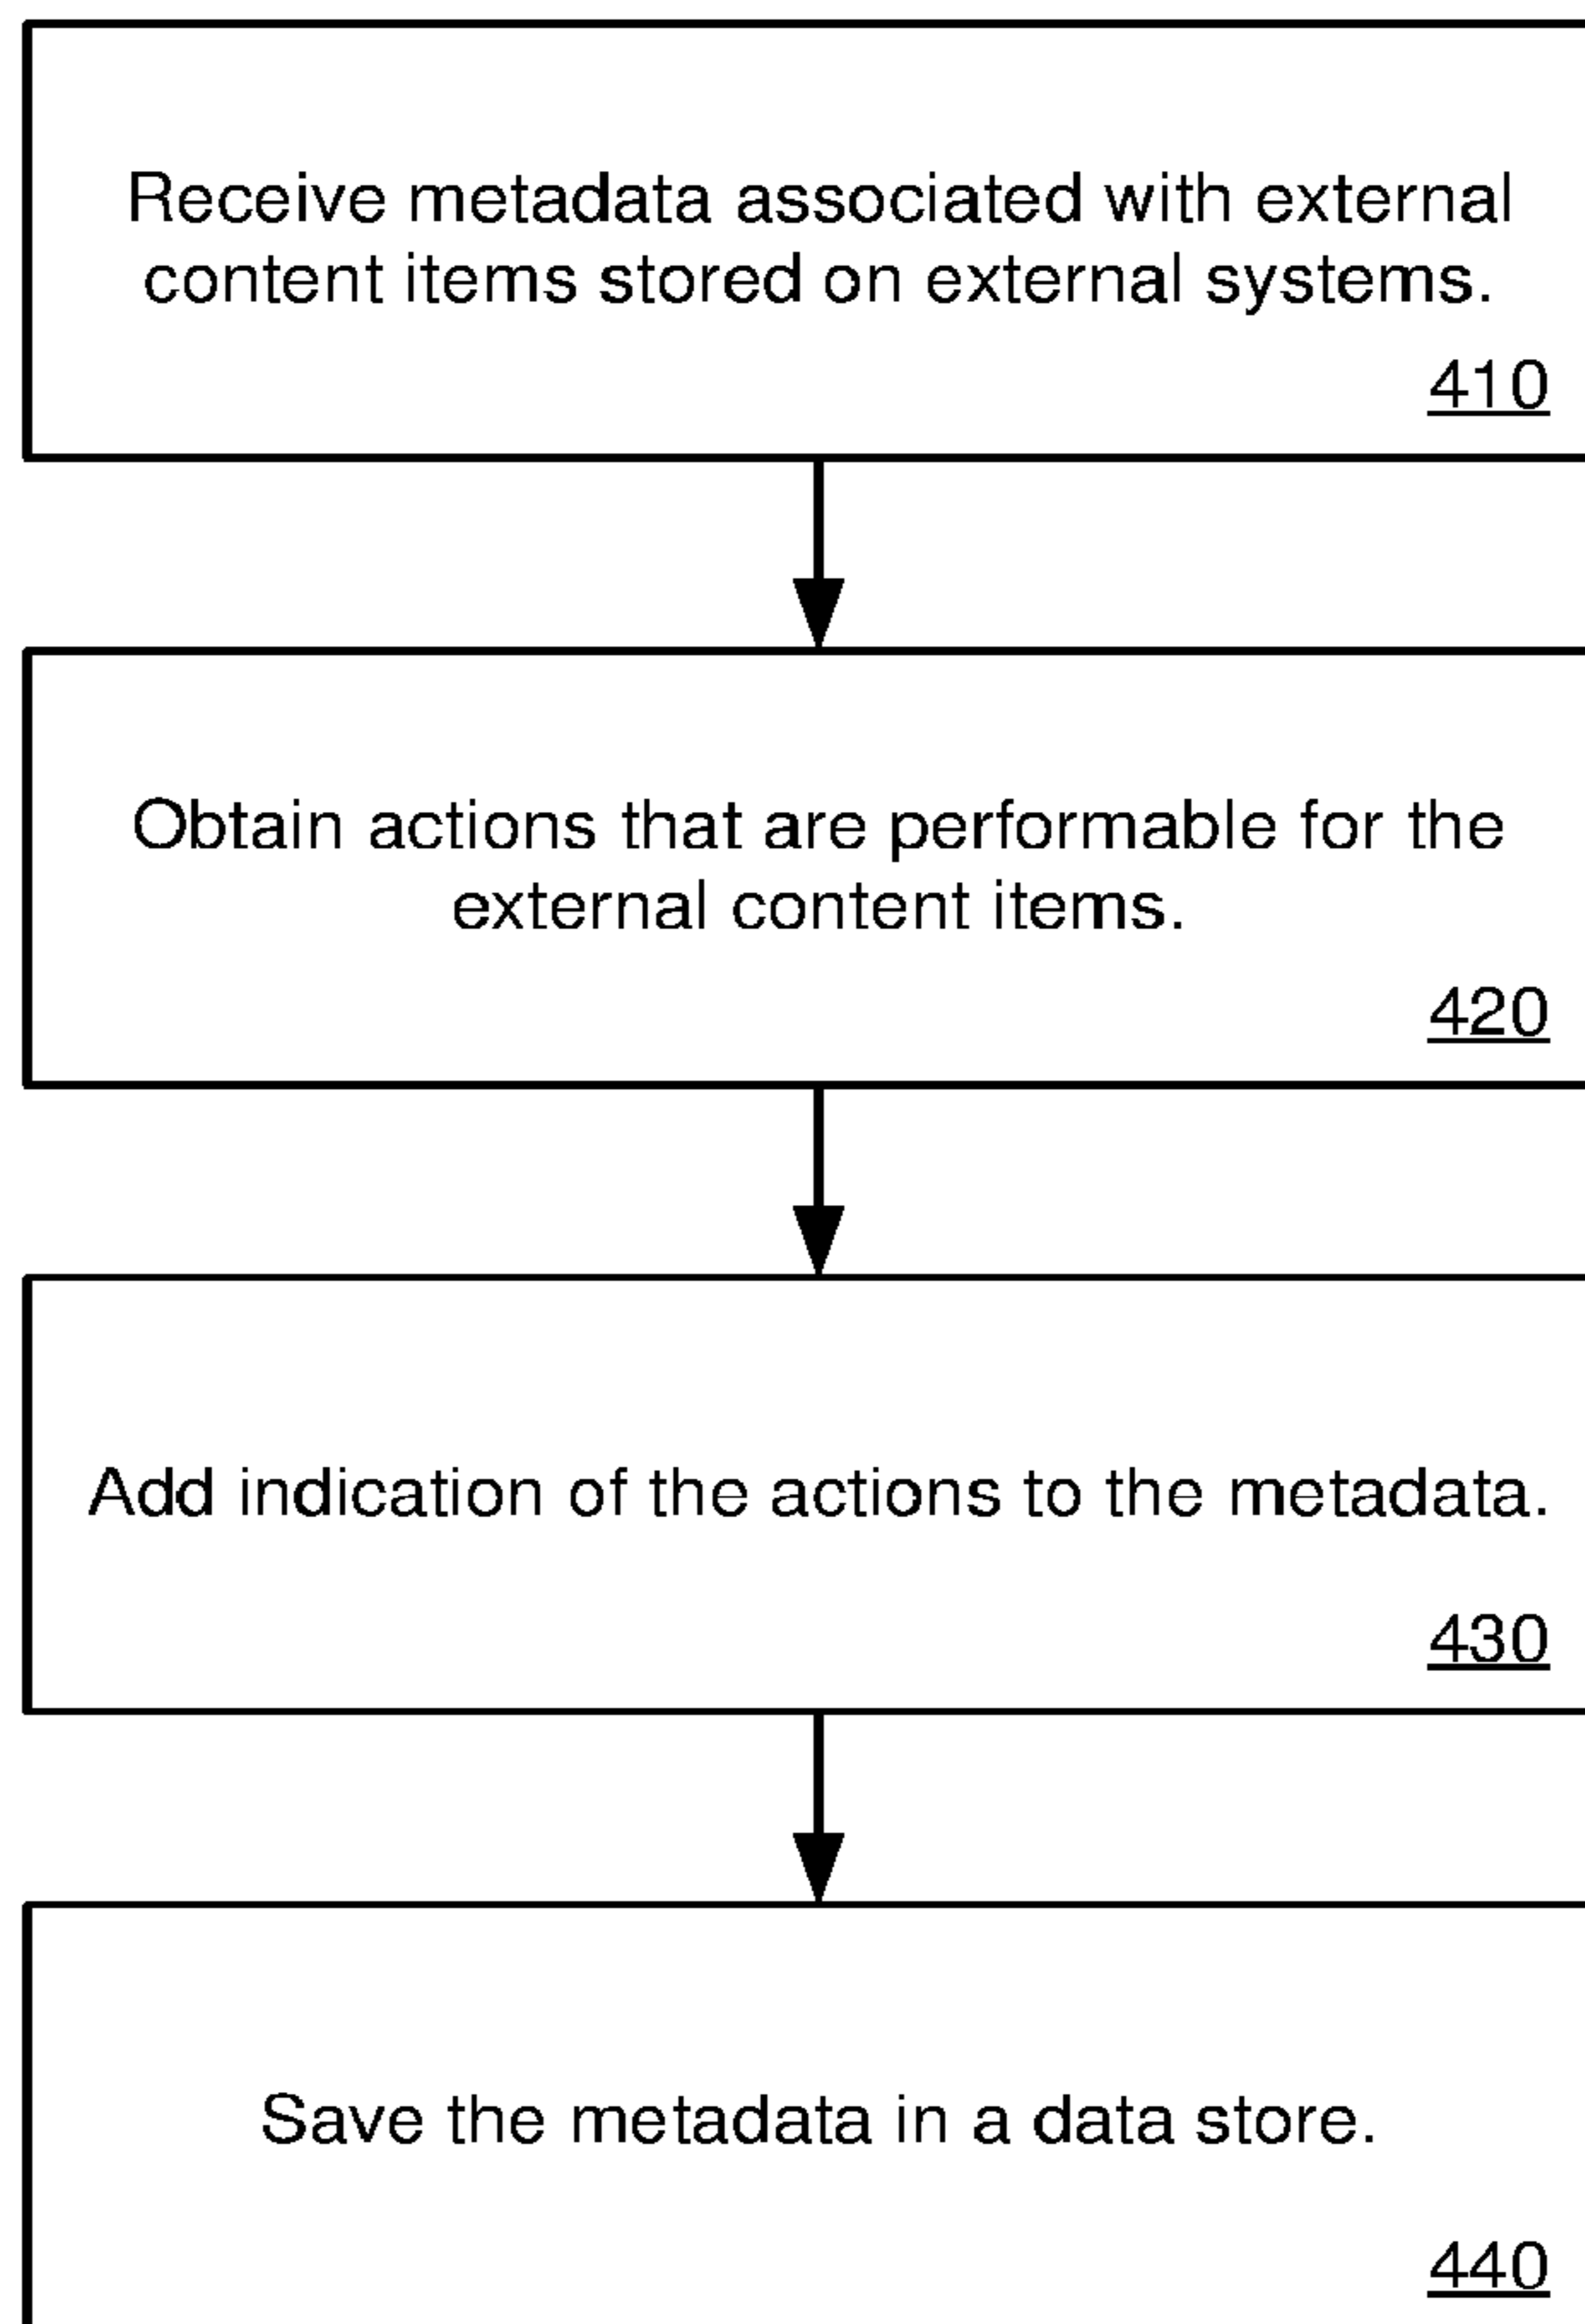 Receive metadata associated with external
content items stored on external systems.
410
Obtain actions that are performable for the
external content items.
420
Add indication of the actions to the metadata.
430
Save the metadata in a data store.
440